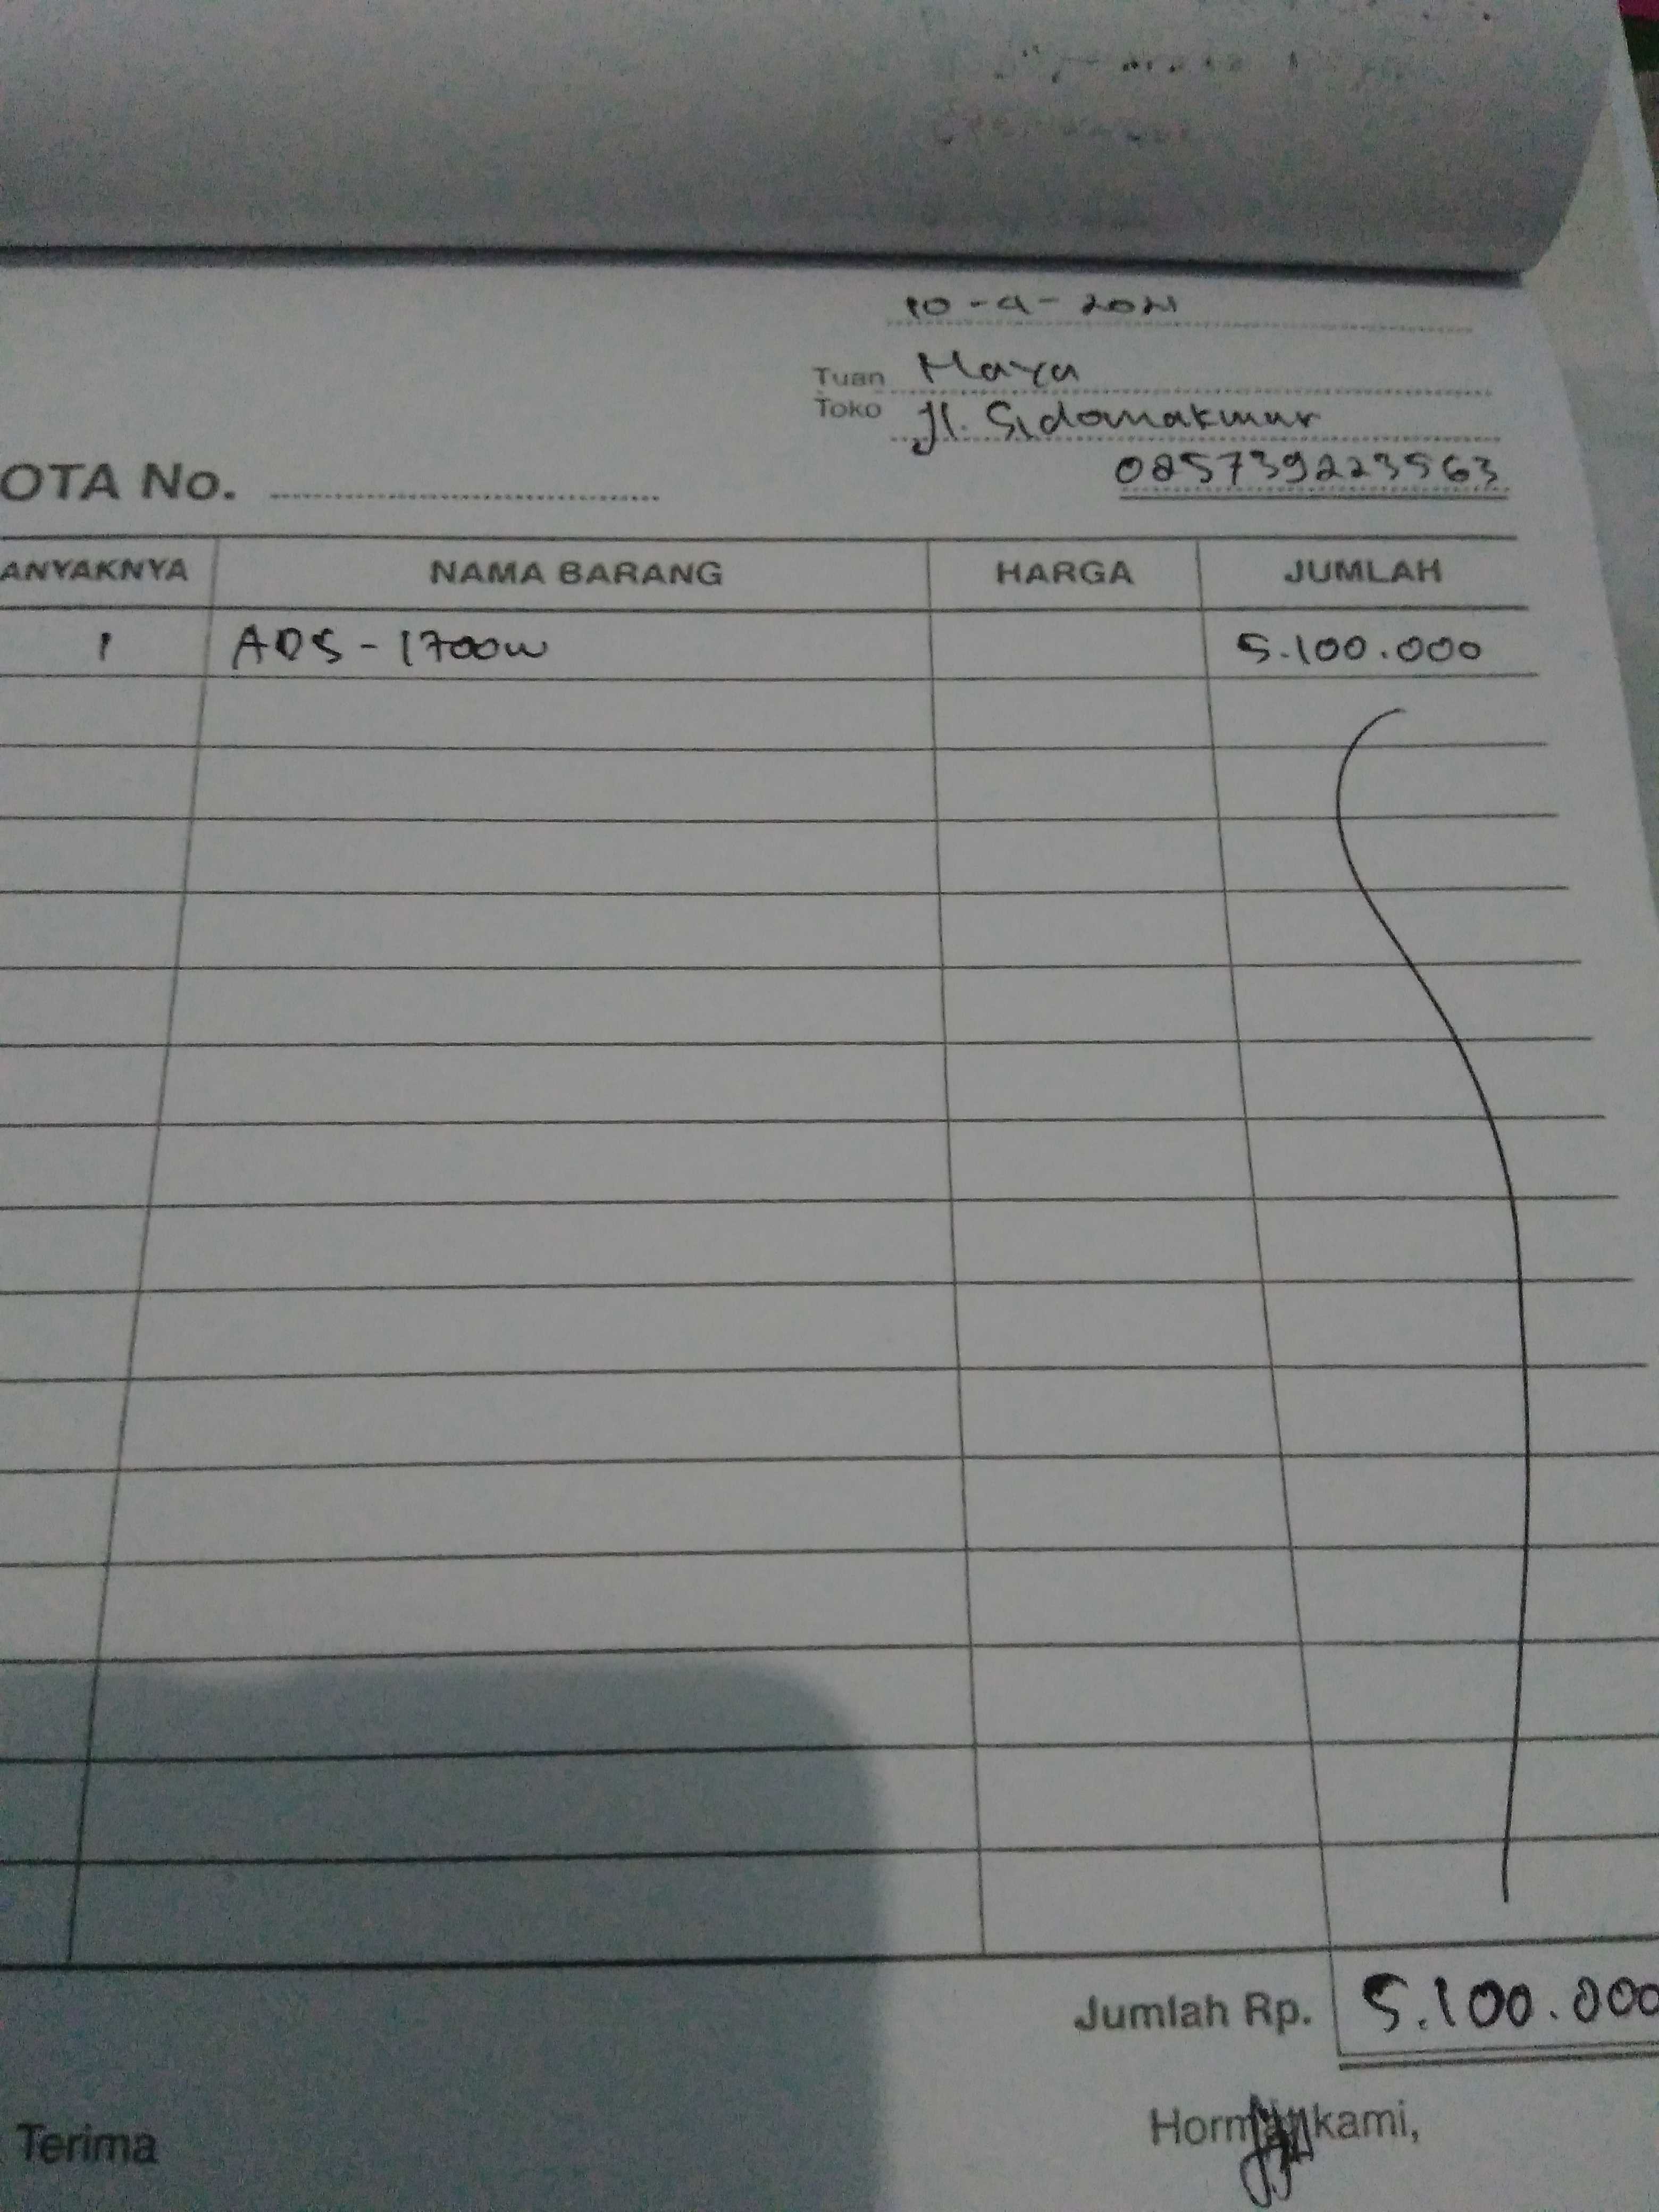 10-4-2021
Tuan Maya
Toko Jl. Sidomakmur
085739223563
OTA No.
ANYAKNYA NAMA BARANG HARGA JUMLAH
1 ADS-1700W 5.100.000
Jumlah Rp. 5.100.000
Terima Hormat kami,